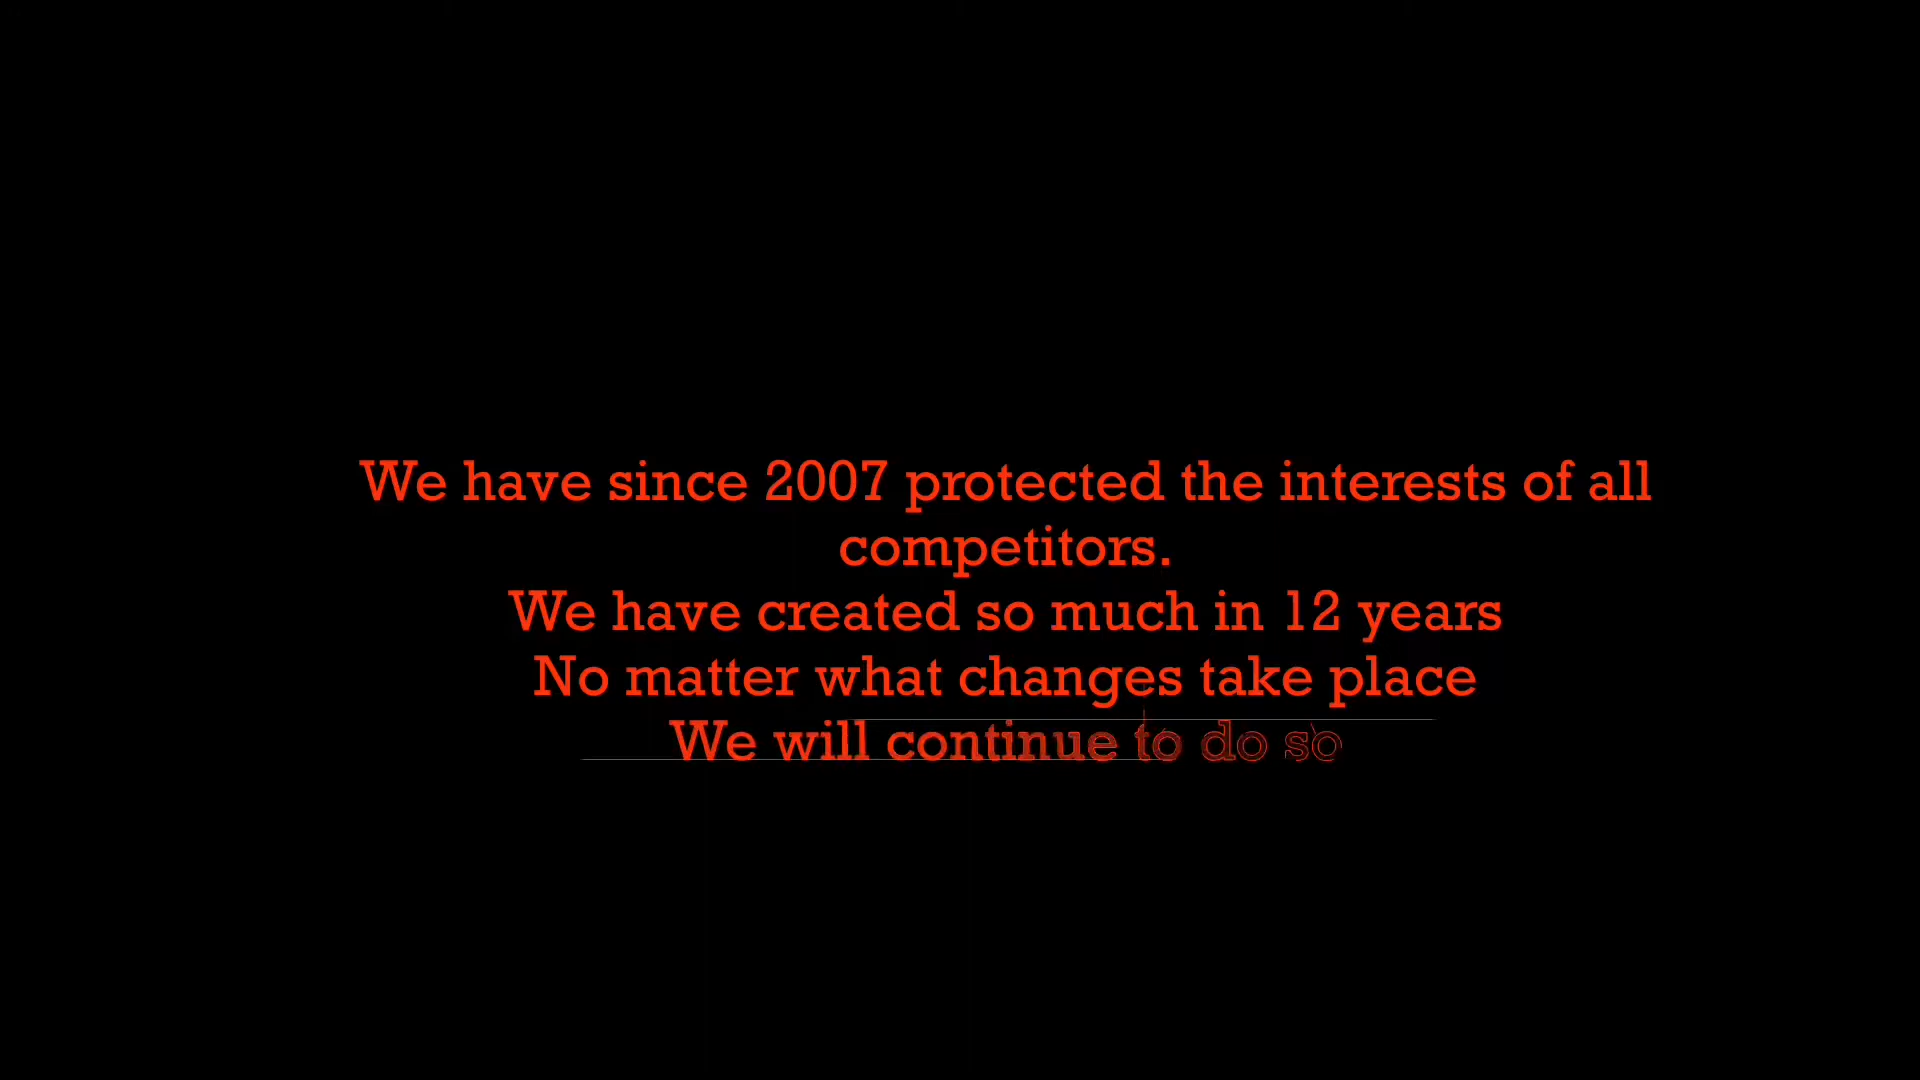 We have since 2007 protected the interests of all
competitors.
We have created so much in 12 years
No matter what changes take place
We will continue to do so